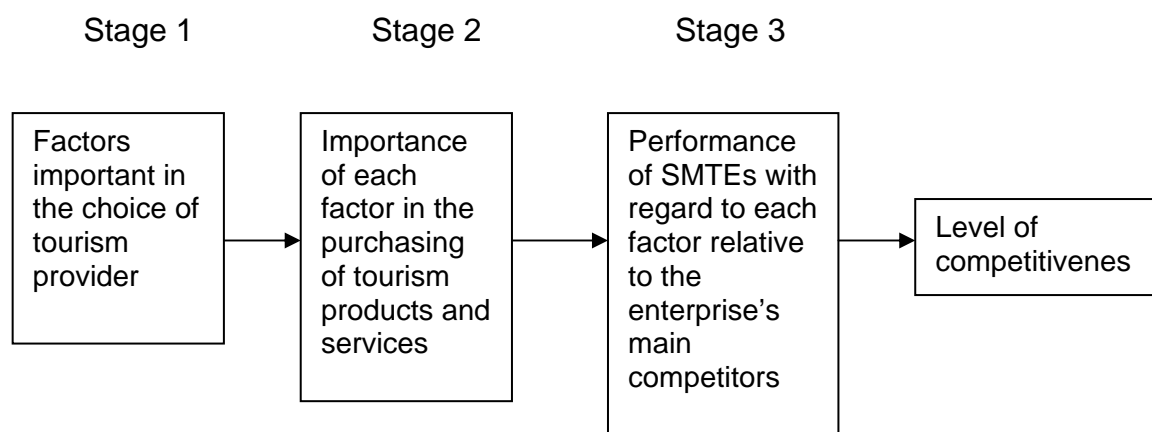 Stage 1
Stage 2
Stage 3
Factors
important in
the choice of
tourism
provider
Importance
of each
factor in the
purchasing
of tourism
products and
services
Performance
of SMTEs with
regard to each
factor relative
to the
enterprise’s
main
competitors
Level of
competitivenes